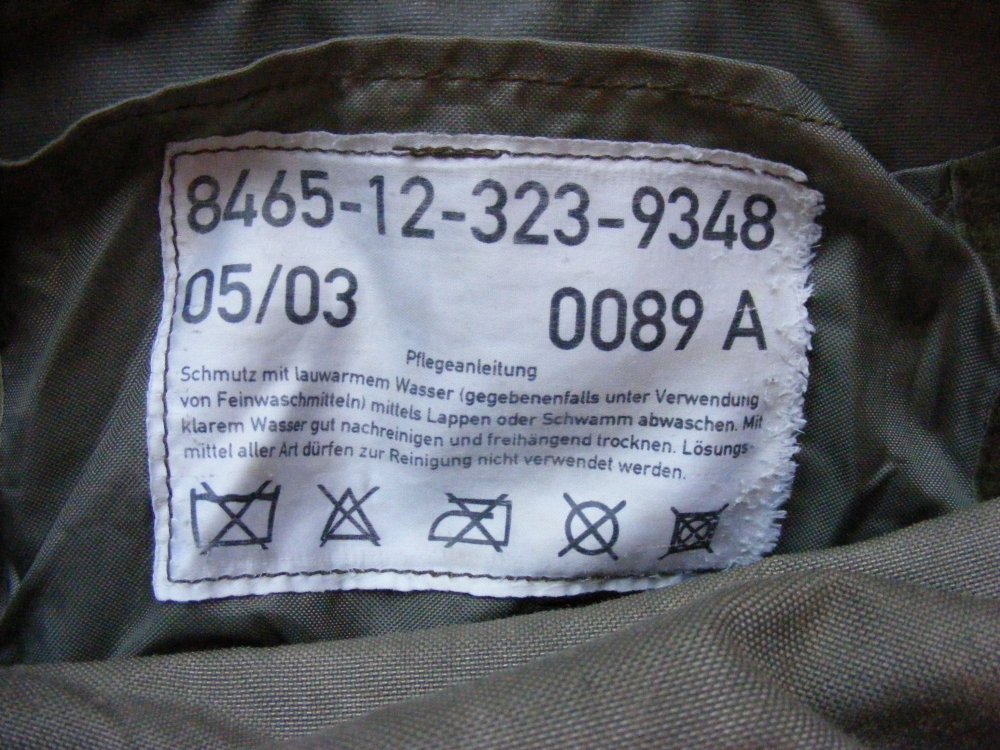 8465-12-323-9348
05/03 0089 A
Pflegeanleitung
Schmutz mit lauwarmem Wasser (gegebenenfalls unter Verwendung
von Feinwaschmitteln) mittels Lappen oder Schwamm abwaschen. Mit
klarem Wasser gut nachreinigen und freihängend trocknen. Lösungs-
mittel aller Art dürfen zur Reinigung nicht verwendet werden.